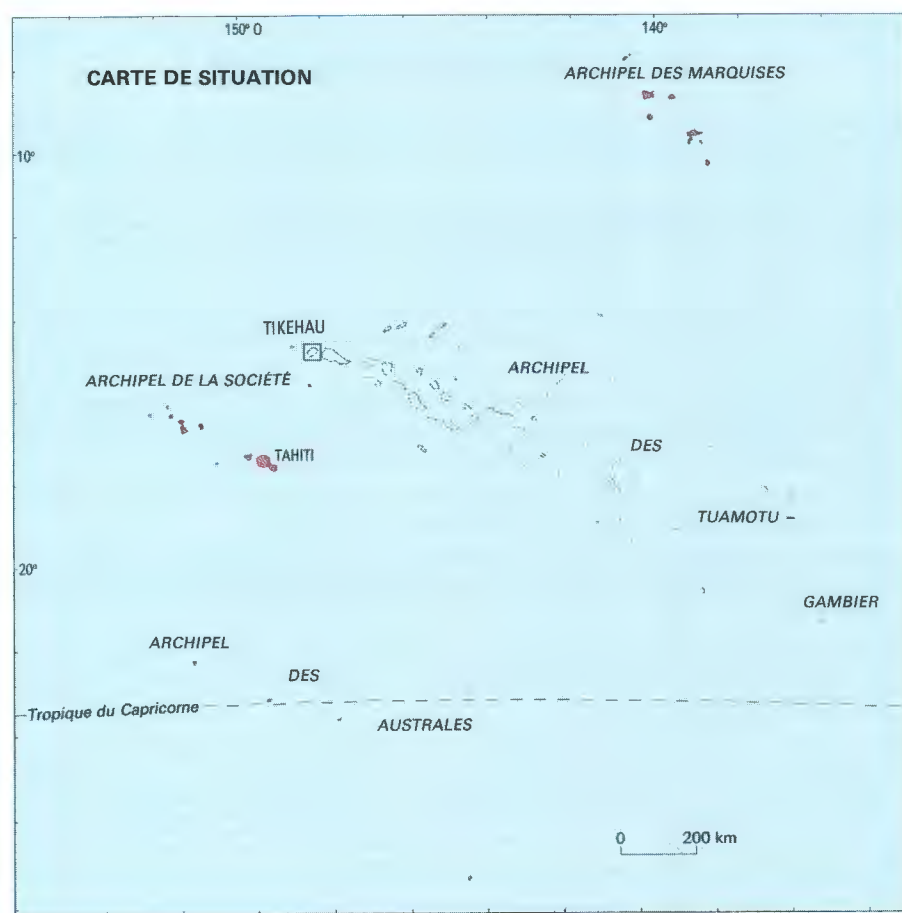 150° O
140°
CARTE DE SITUATION
ARCHIPEL DES MARQUISES
10°
TIKEHAU
ARCHIPEL DE LA SOCIÉTÉ
ARCHIPEL
DES
TAHITI
TUAMOTU –
20°
GAMBIER
ARCHIPEL
DES
Tropique du Capricorne
AUSTRALES
0 200 km